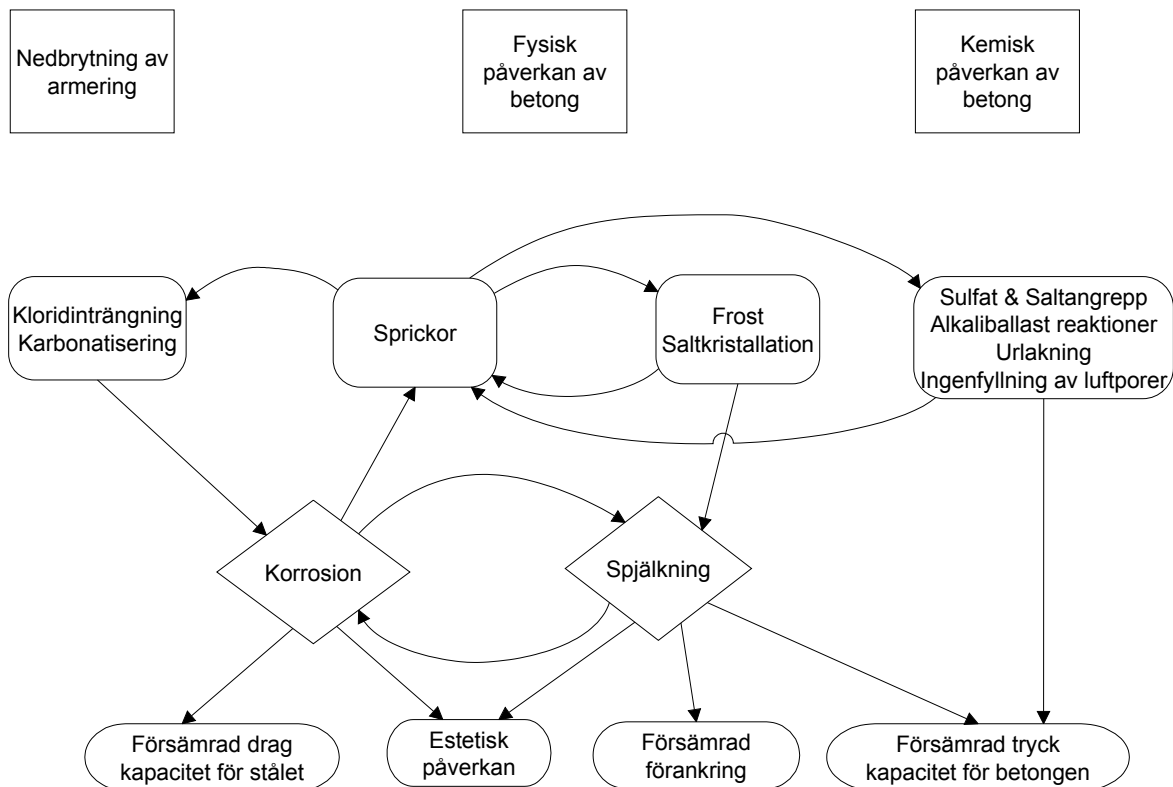 Nedbrytning av
armering
Fysisk
påverkan av
betong
Kemisk
påverkan av
betong
Kloridinträngning
Karbonatisering
Sprickor
Frost
Saltkristallation
Sulfat & Saltangrepp
Alkaliballast reaktioner
Urlakning
Ingenfyllning av luftporer
Korrosion
Spjälkning
Försämrad drag
kapacitet för stålet
Estetisk
påverkan
Försämrad
förankring
Försämrad tryck
kapacitet för betongen